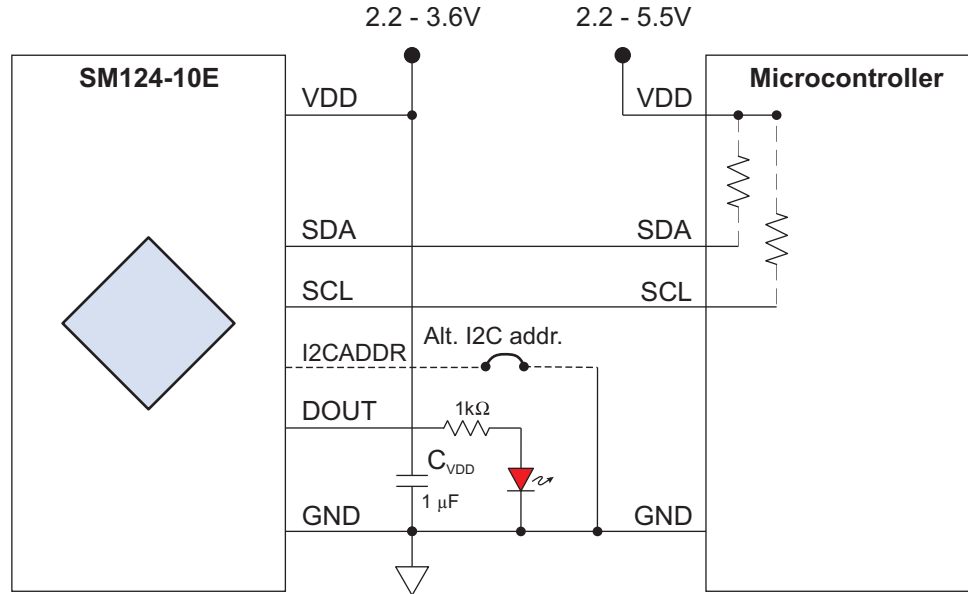 2.2 - 3.6V
2.2 - 5.5V
SM124-10E
Microcontroller
VDD
VDD
SDA
SDA
SCL
SCL
I2CADDR
Alt. I2C addr.
DOUT
1kΩ
CVDD
1 μF
GND
GND